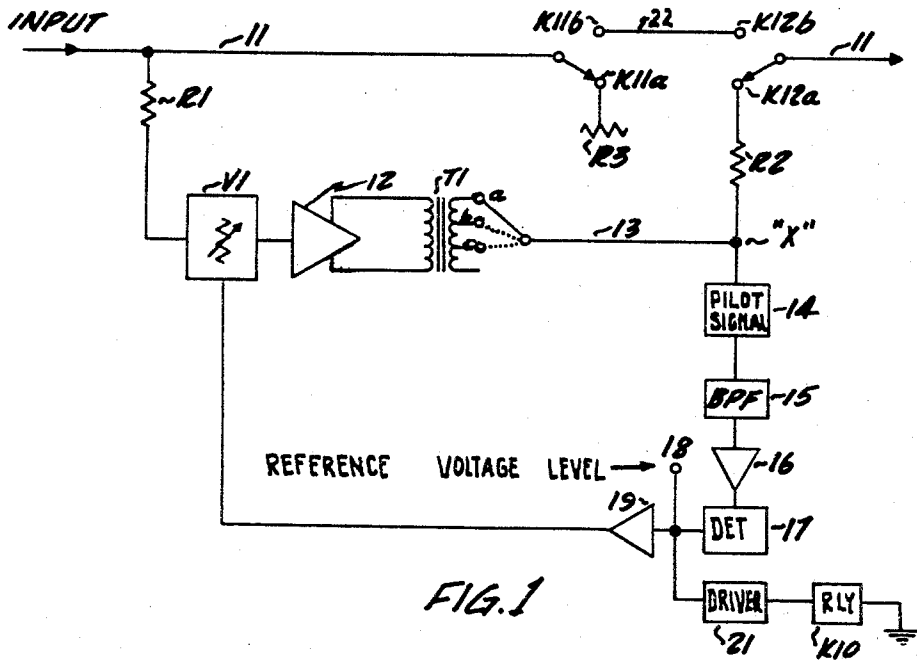 INPUT
11
K11b
22
K12b
11
K11a
K12a
R1
R3
R2
V1
12
T1
a
b
c
13
"X"
PILOT SIGNAL
14
BPF
15
REFERENCE VOLTAGE LEVEL
18
16
19
DET
17
FIG.1
DRIVER
RLY
21
K10